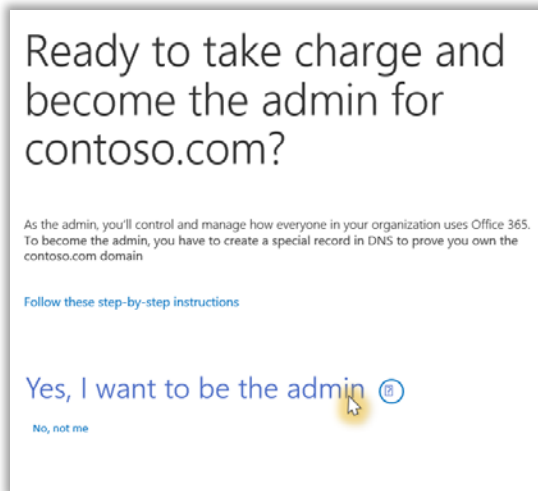 Ready to take charge and
become the admin for
contoso.com?
As the admin, you'll control and manage how everyone in your organization uses Office 365.
To become the admin, you have to create a special record in DNS to prove you own the
contoso.com domain
Follow these step-by-step instructions
Yes, I want to be the admin
No, not me